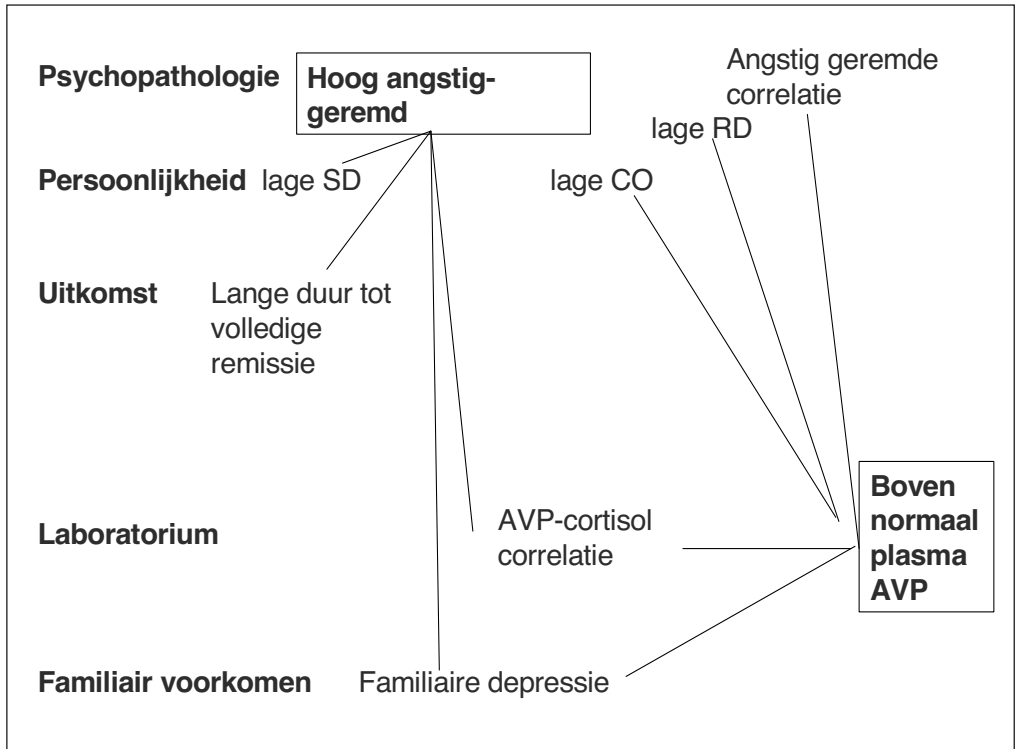 Psychopathologie
Hoog angstig-
geremd
Angstig geremde
correlatie
lage RD
Persoonlijkheid
lage SD
lage CO
Uitkomst
Lange duur tot
volledige
remissie
Laboratorium
AVP-cortisol
correlatie
Boven
normaal
plasma
AVP
Familiair voorkomen
Familiaire depressie